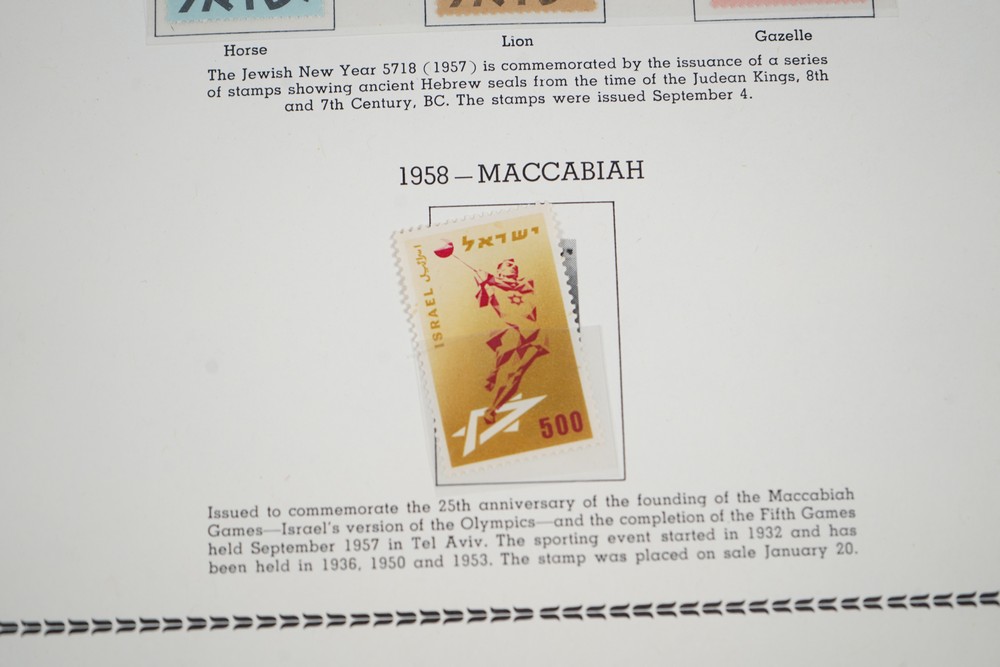 Horse
Lion
Gazelle
The Jewish New Year 5718 (1957) is commemorated by the issuance of a series
of stamps showing ancient Hebrew seals from the time of the Judean Kings, 8th
and 7th Century, BC. The stamps were issued September 4.
1958 — MACCABIAH
ישראל
اسرائيل
ISRAEL
500
Issued to commemorate the 25th anniversary of the founding of the Maccabiah
Games—Israel's version of the Olympics—and the completion of the Fifth Games
held September 1957 in Tel Aviv. The sporting event started in 1932 and has
been held in 1936, 1950 and 1953. The stamp was placed on sale January 20.